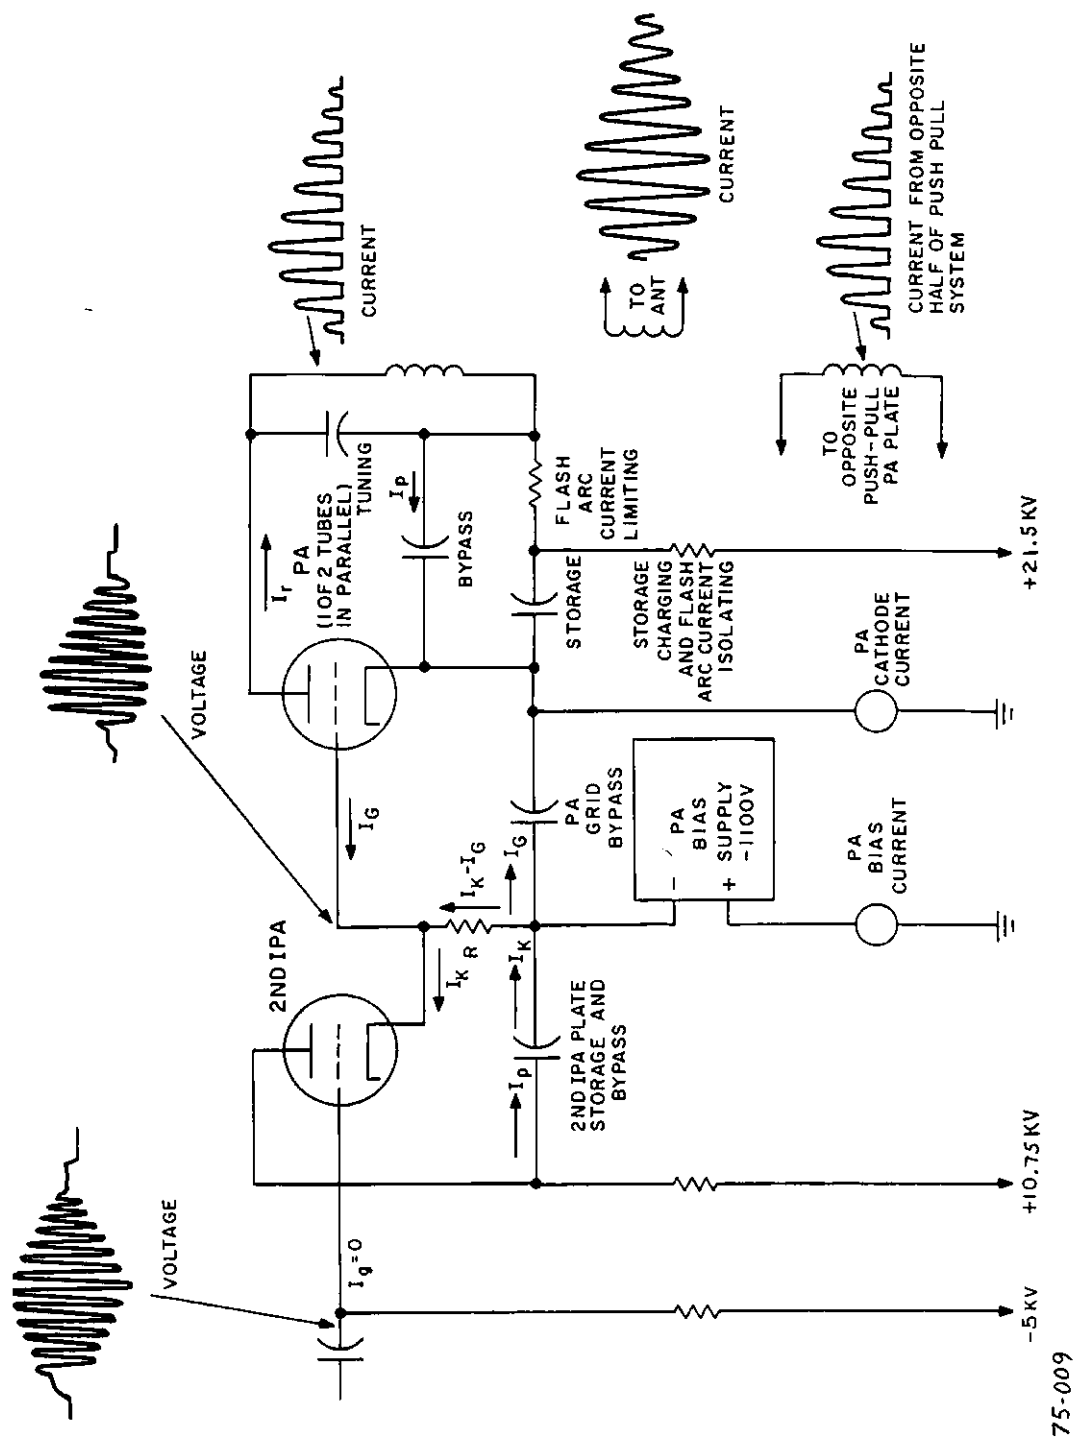 VOLTAGE
VOLTAGE
CURRENT
2ND IPA
I_g=0
I_G
I_r
PA
(1 OF 2 TUBES
IN PARALLEL)
TUNING
I_K
R
I_K-I_G
I_G
I_P
BYPASS
I_P
I_K
2ND IPA PLATE
STORAGE AND
BYPASS
PA
GRID
BYPASS
STORAGE
FLASH
ARC
CURRENT
LIMITING
TO
ANT
CURRENT
-
+
PA
BIAS
SUPPLY
-1100V
STORAGE
CHARGING
AND FLASH
ARC CURRENT
ISOLATING
TO
OPPOSITE
PUSH-PULL
PA PLATE
CURRENT FROM OPPOSITE
HALF OF PUSH PULL
SYSTEM
PA
BIAS
CURRENT
PA
CATHODE
CURRENT
-5KV
+10.75KV
+21.5KV
75-009